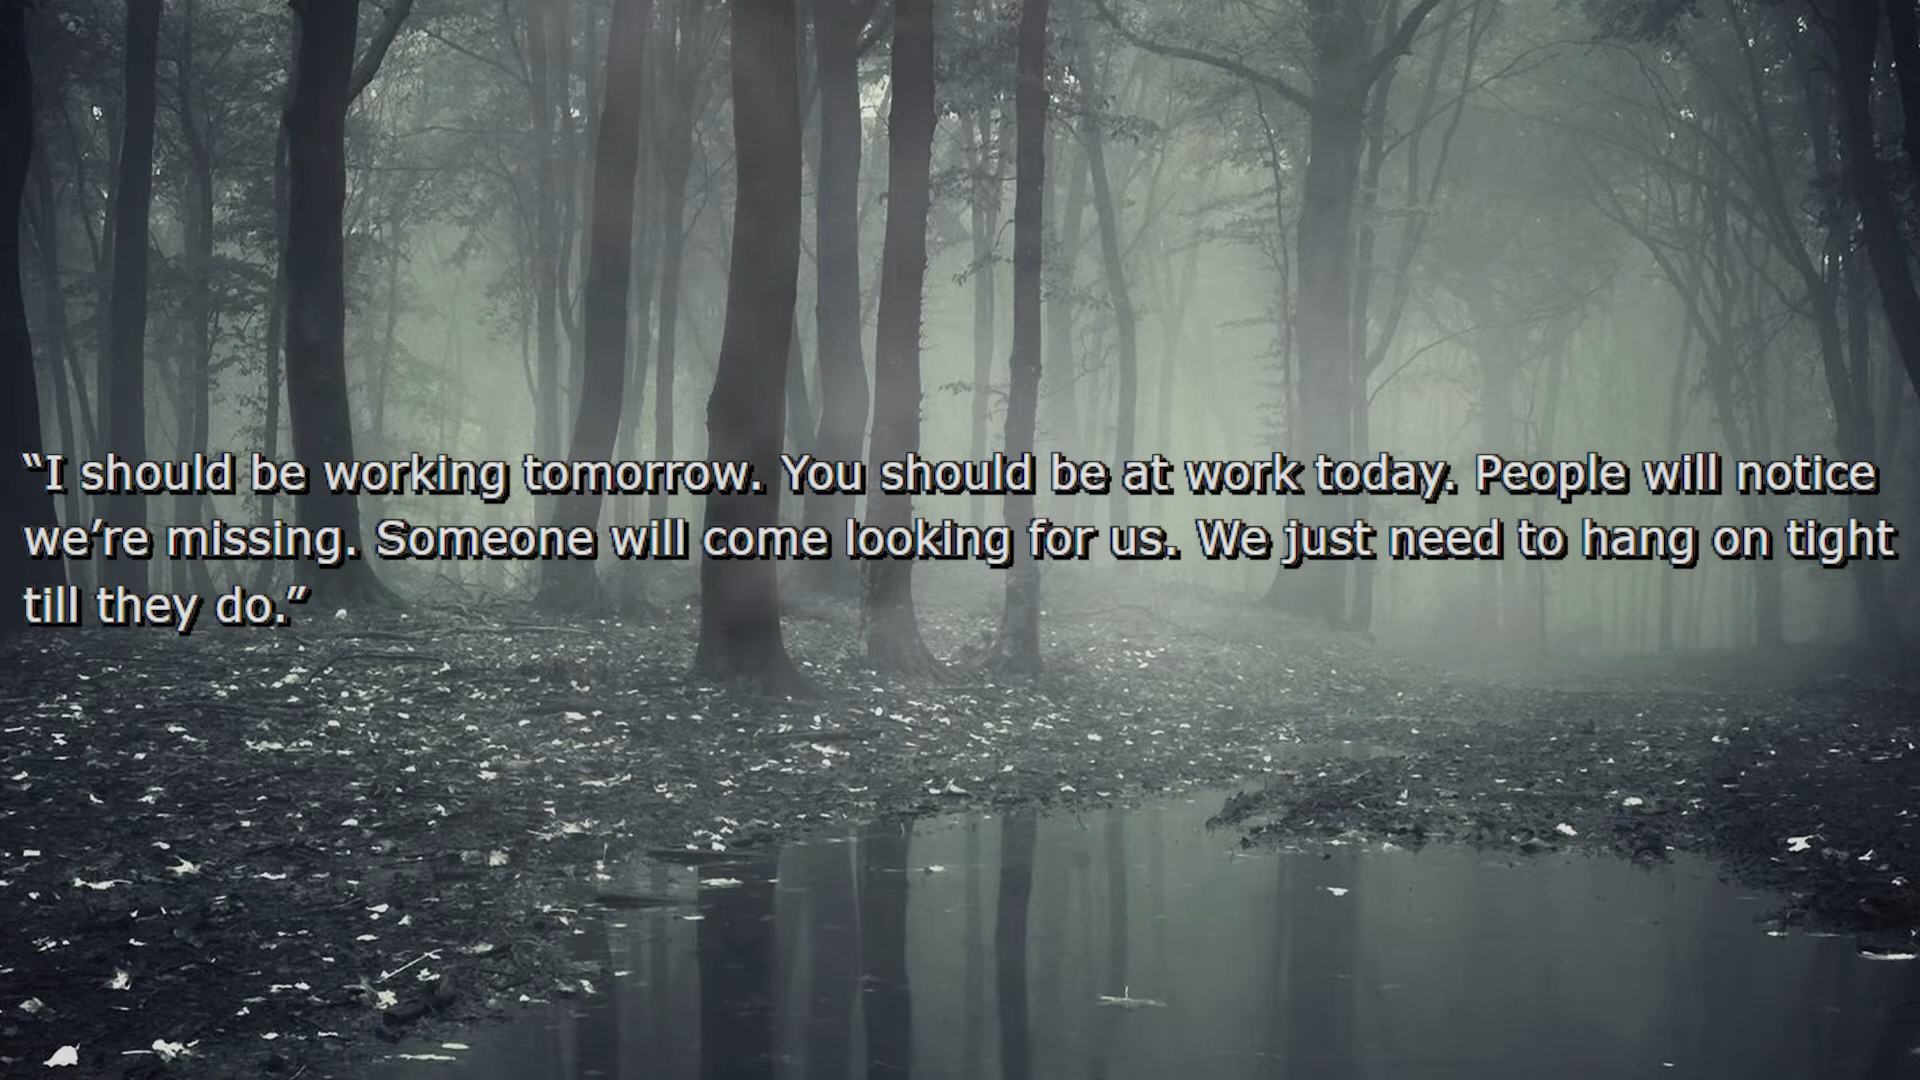 “I should be working tomorrow. You should be at work today. People will notice
we’re missing. Someone will come looking for us. We just need to hang on tight
till they do.”